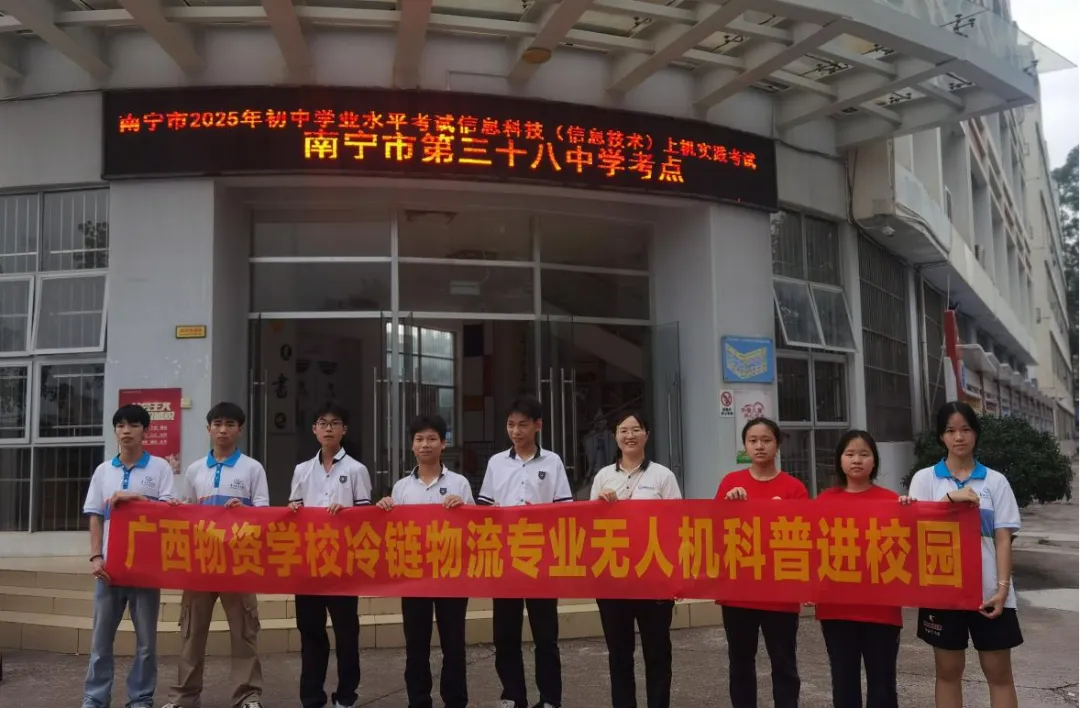 南宁市2025年初中学业水平考试信息科技（信息技术）上机实践考试
南宁市第三十八中学考点
广西物资学校冷链物流专业无人机科普进校园